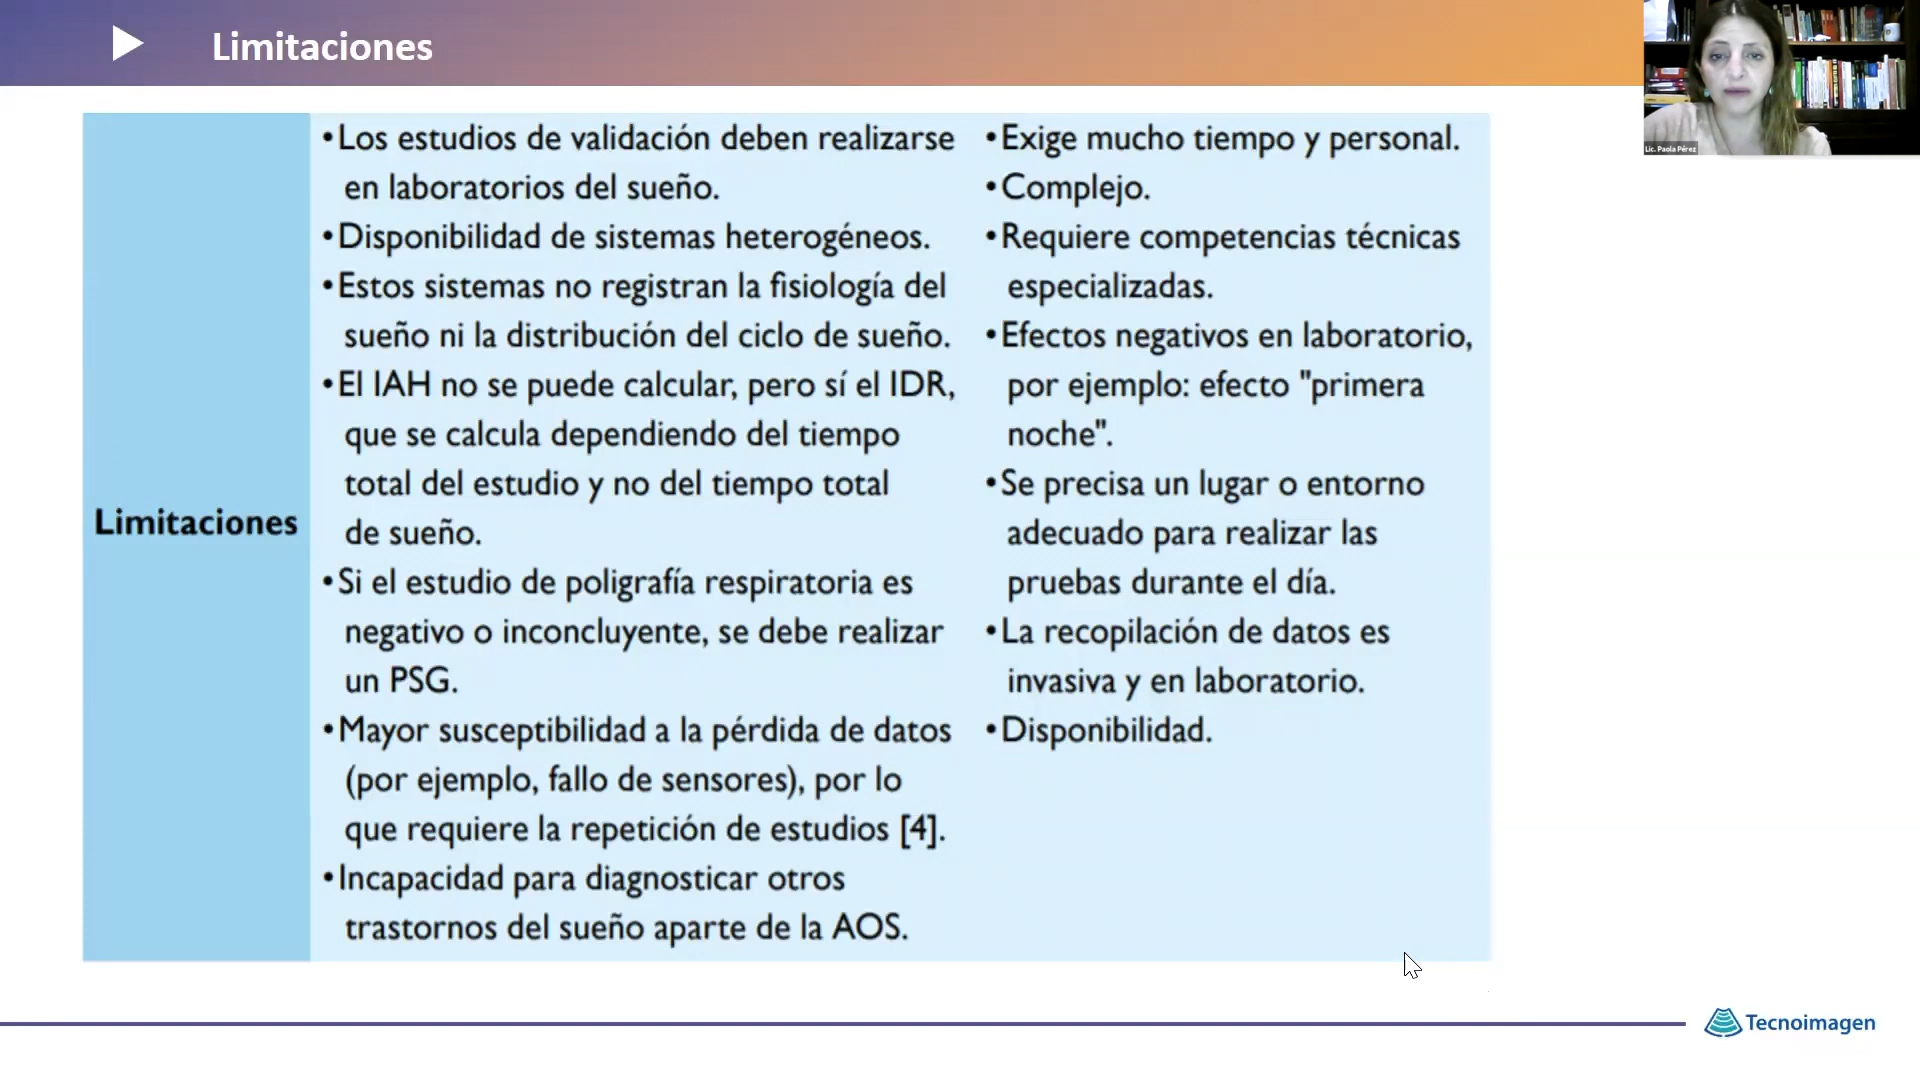 Limitaciones
Lic. Paola Pérez
Limitaciones
•Los estudios de validación deben realizarse
en laboratorios del sueño.
•Disponibilidad de sistemas heterogéneos.
•Estos sistemas no registran la fisiología del
sueño ni la distribución del ciclo de sueño.
•El IAH no se puede calcular, pero sí el IDR,
que se calcula dependiendo del tiempo
total del estudio y no del tiempo total
de sueño.
•Si el estudio de poligrafía respiratoria es
negativo o inconcluyente, se debe realizar
un PSG.
•Mayor susceptibilidad a la pérdida de datos
(por ejemplo, fallo de sensores), por lo
que requiere la repetición de estudios [4].
•Incapacidad para diagnosticar otros
trastornos del sueño aparte de la AOS.
•Exige mucho tiempo y personal.
•Complejo.
•Requiere competencias técnicas
especializadas.
•Efectos negativos en laboratorio,
por ejemplo: efecto "primera
noche".
•Se precisa un lugar o entorno
adecuado para realizar las
pruebas durante el día.
•La recopilación de datos es
invasiva y en laboratorio.
•Disponibilidad.
Tecnoimagen